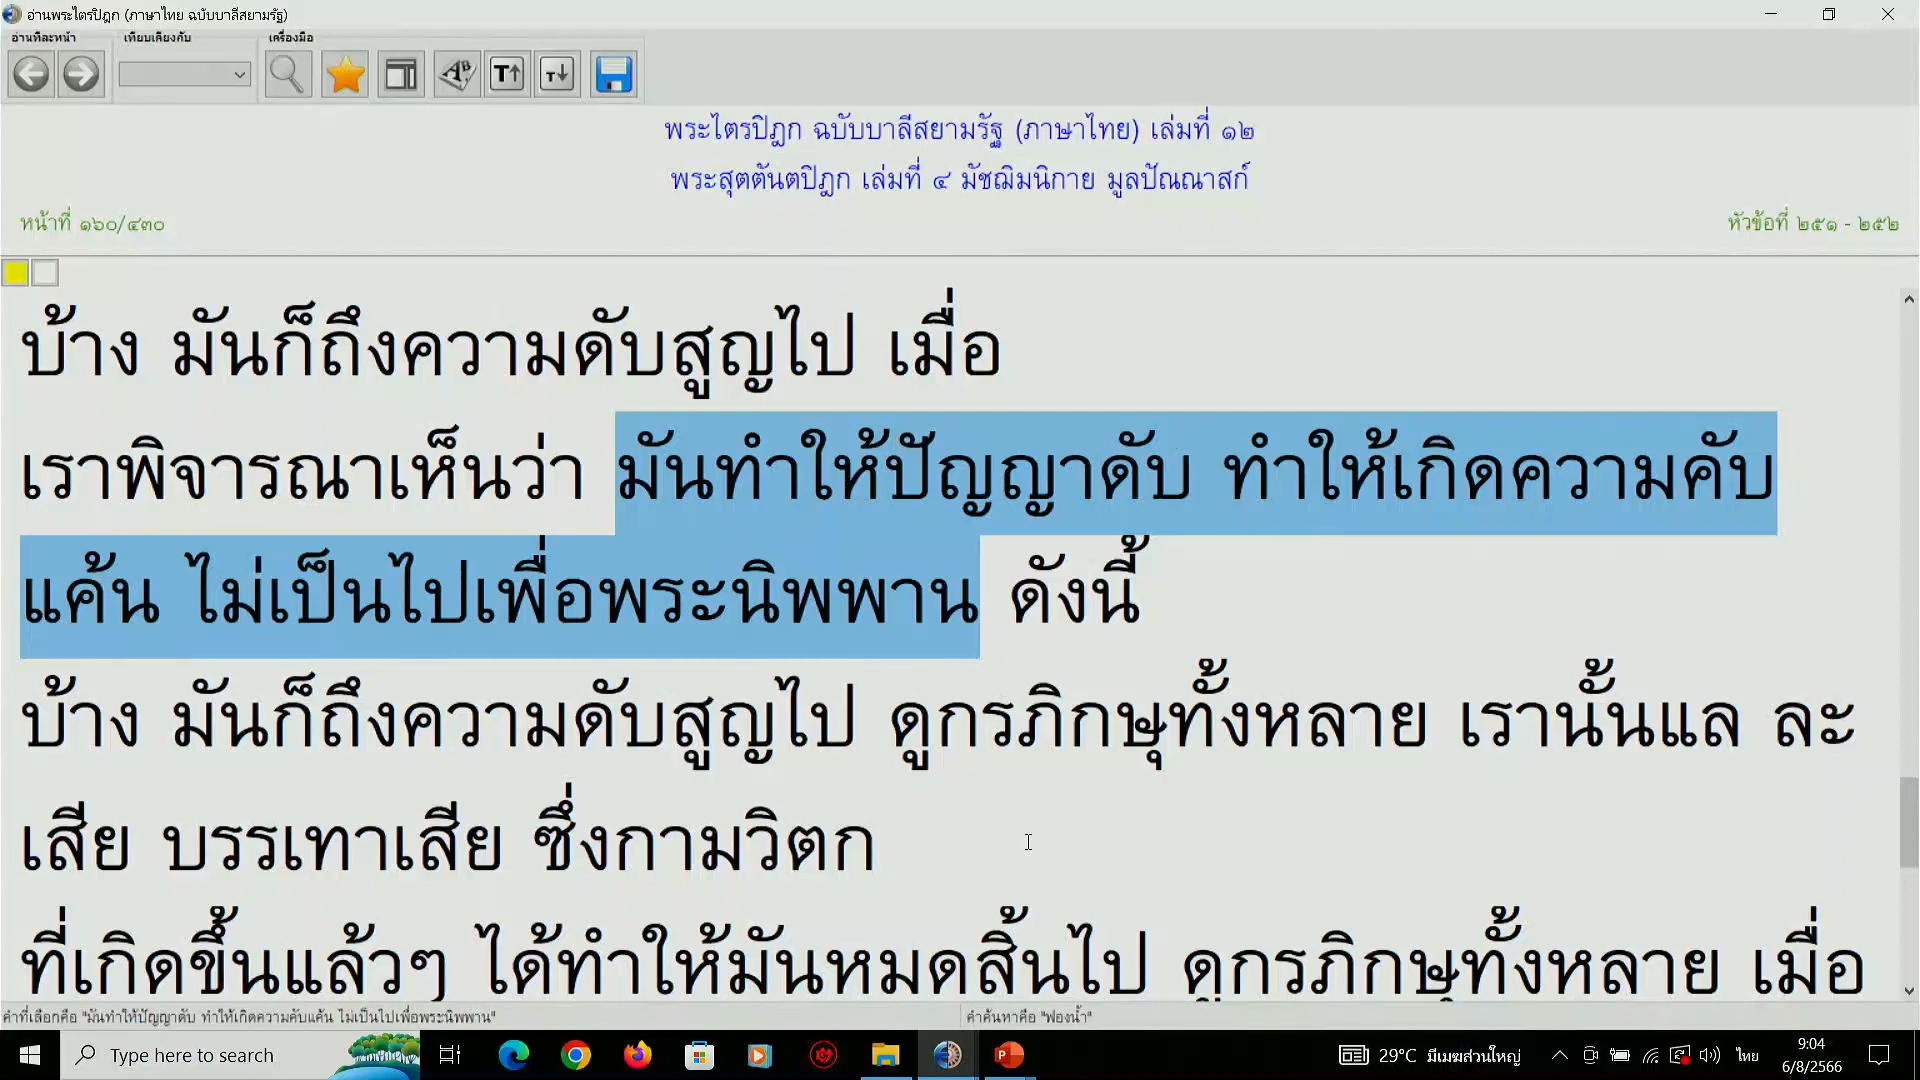 อ่านพระไตรปิฎก (ภาษาไทย ฉบับบาลีสยามรัฐ)
อ่านทีละหน้า เทียบเคียงกับ เครื่องมือ
พระไตรปิฎก ฉบับบาลีสยามรัฐ (ภาษาไทย) เล่มที่ ๑๒
พระสุตตันตปิฎก เล่มที่ ๔ มัชฌิมนิกาย มูลปัณณาสก์
หน้าที่ ๑๖๐/๔๓๐ หัวข้อที่ ๒๕๑ - ๒๕๒
บ้าง มันก็ถึงความดับสูญไป เมื่อ
เราพิจารณาเห็นว่า มันทำให้ปัญญาดับ ทำให้เกิดความคับ
แค้น ไม่เป็นไปเพื่อพระนิพพาน ดังนี้
บ้าง มันก็ถึงความดับสูญไป ดูกรภิกษุทั้งหลาย เรานั้นแล ละ
เสีย บรรเทาเสีย ซึ่งกามวิตก
ที่เกิดขึ้นแล้วๆ ได้ทำให้มันหมดสิ้นไป ดูกรภิกษุทั้งหลาย เมื่อ
คำที่เลือกคือ "มันทำให้ปัญญาดับ ทำให้เกิดความคับแค้น ไม่เป็นไปเพื่อพระนิพพาน" คำค้นหาคือ "ฟองน้ำ"
Type here to search 29°C มีเมฆส่วนใหญ่ ไทย 9:04
6/8/2566